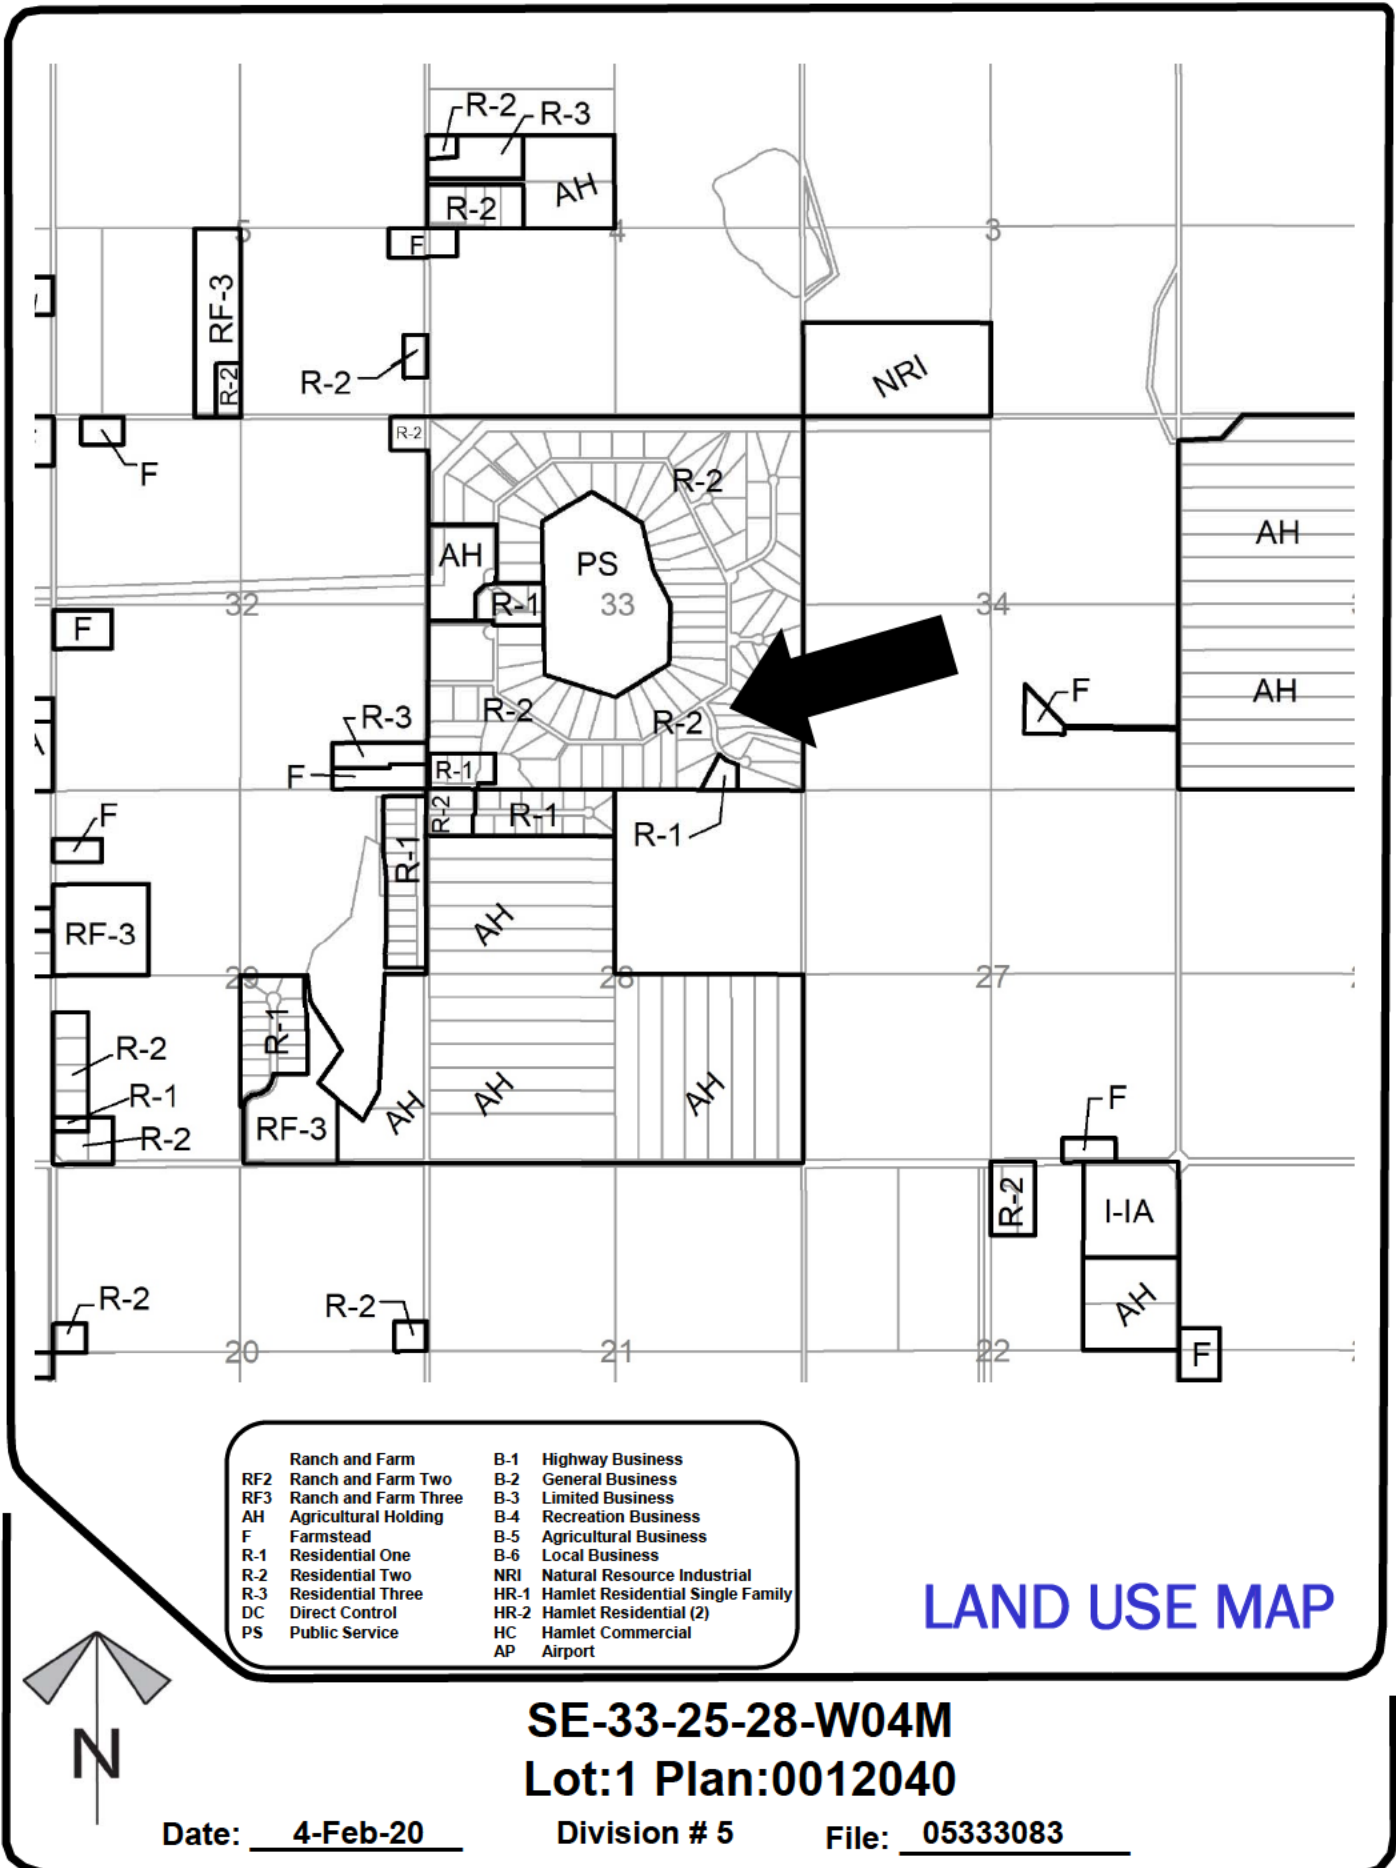 R-2
R-3
AH
R-2
5
4
3
F
RF-3
R-2
R-2
NRI
R-2
F
R-2
AH
AH
PS
R-1
32
33
34
F
F
AH
R-2
R-2
R-3
F
R-1
R-2
R-1
R-1
F
R-1
AH
RF-3
29
28
27
R-1
R-2
AH
AH
AH
R-1
F
R-2
RF-3
R-2
I-IA
R-2
R-2
AH
20
21
22
F
Ranch and Farm
RF2 Ranch and Farm Two
RF3 Ranch and Farm Three
AH Agricultural Holding
F Farmstead
R-1 Residential One
R-2 Residential Two
R-3 Residential Three
DC Direct Control
PS Public Service
B-1 Highway Business
B-2 General Business
B-3 Limited Business
B-4 Recreation Business
B-5 Agricultural Business
B-6 Local Business
NRI Natural Resource Industrial
HR-1 Hamlet Residential Single Family
HR-2 Hamlet Residential (2)
HC Hamlet Commercial
AP Airport
LAND USE MAP
N
SE-33-25-28-W04M
Lot:1 Plan:0012040
Date: 4-Feb-20 Division # 5 File: 05333083